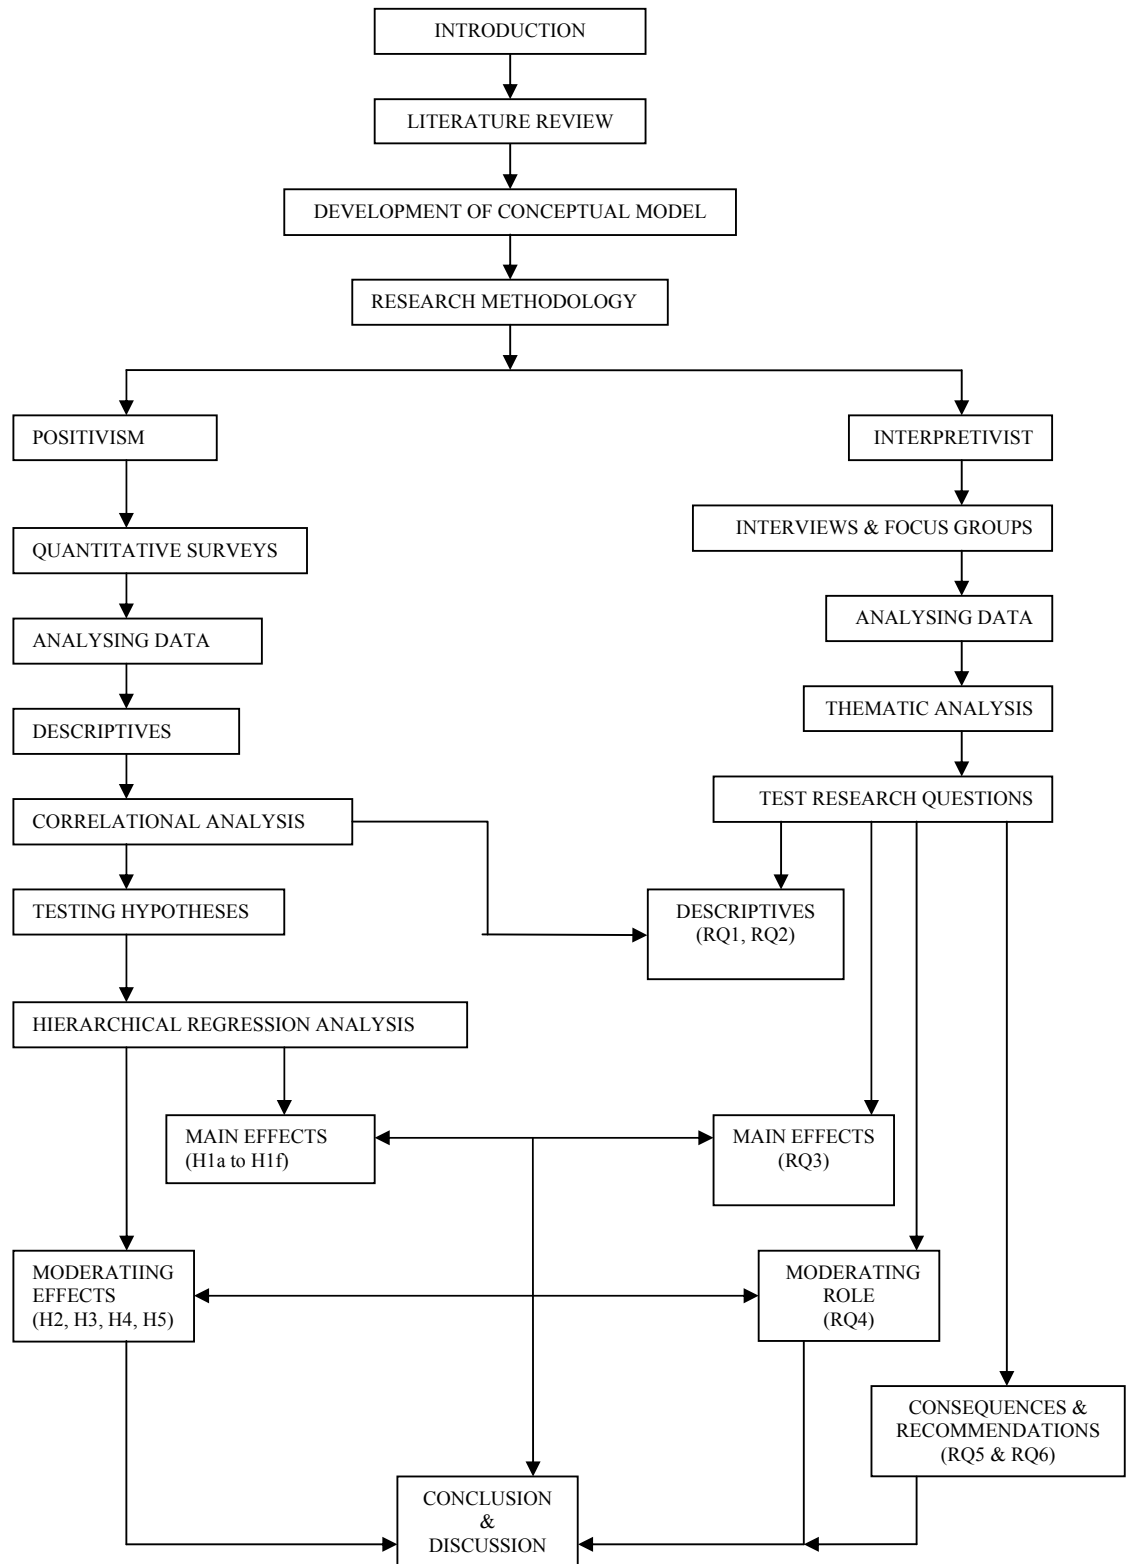 INTRODUCTION
LITERATURE REVIEW
DEVELOPMENT OF CONCEPTUAL MODEL
RESEARCH METHODOLOGY
POSITIVISM
INTERPRETIVIST
QUANTITATIVE SURVEYS
INTERVIEWS & FOCUS GROUPS
ANALYSING DATA
ANALYSING DATA
DESCRIPTIVES
THEMATIC ANALYSIS
CORRELATIONAL ANALYSIS
TEST RESEARCH QUESTIONS
TESTING HYPOTHESES
DESCRIPTIVES
(RQ1, RQ2)
HIERARCHICAL REGRESSION ANALYSIS
MAIN EFFECTS
(H1a to H1f)
MAIN EFFECTS
(RQ3)
MODERATIING
EFFECTS
(H2, H3, H4, H5)
MODERATING
ROLE
(RQ4)
CONSEQUENCES &
RECOMMENDATIONS
(RQ5 & RQ6)
CONCLUSION
&
DISCUSSION